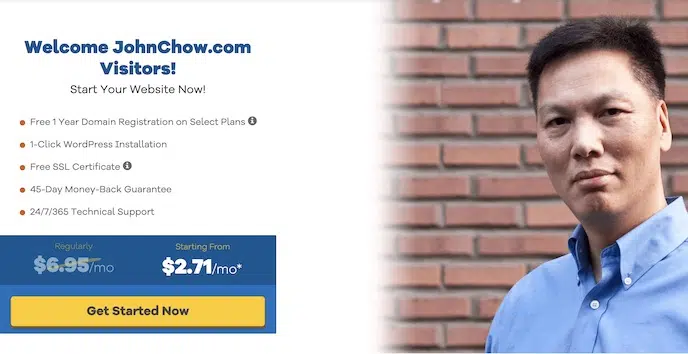 Welcome JohnChow.com
Visitors!
Start Your Website Now!
Free 1 Year Domain Registration on Select Plans
1-Click WordPress Installation
Free SSL Certificate
45-Day Money-Back Guarantee
24/7/365 Technical Support
Regularly
$6.95/mo
Starting From
$2.71/mo*
Get Started Now